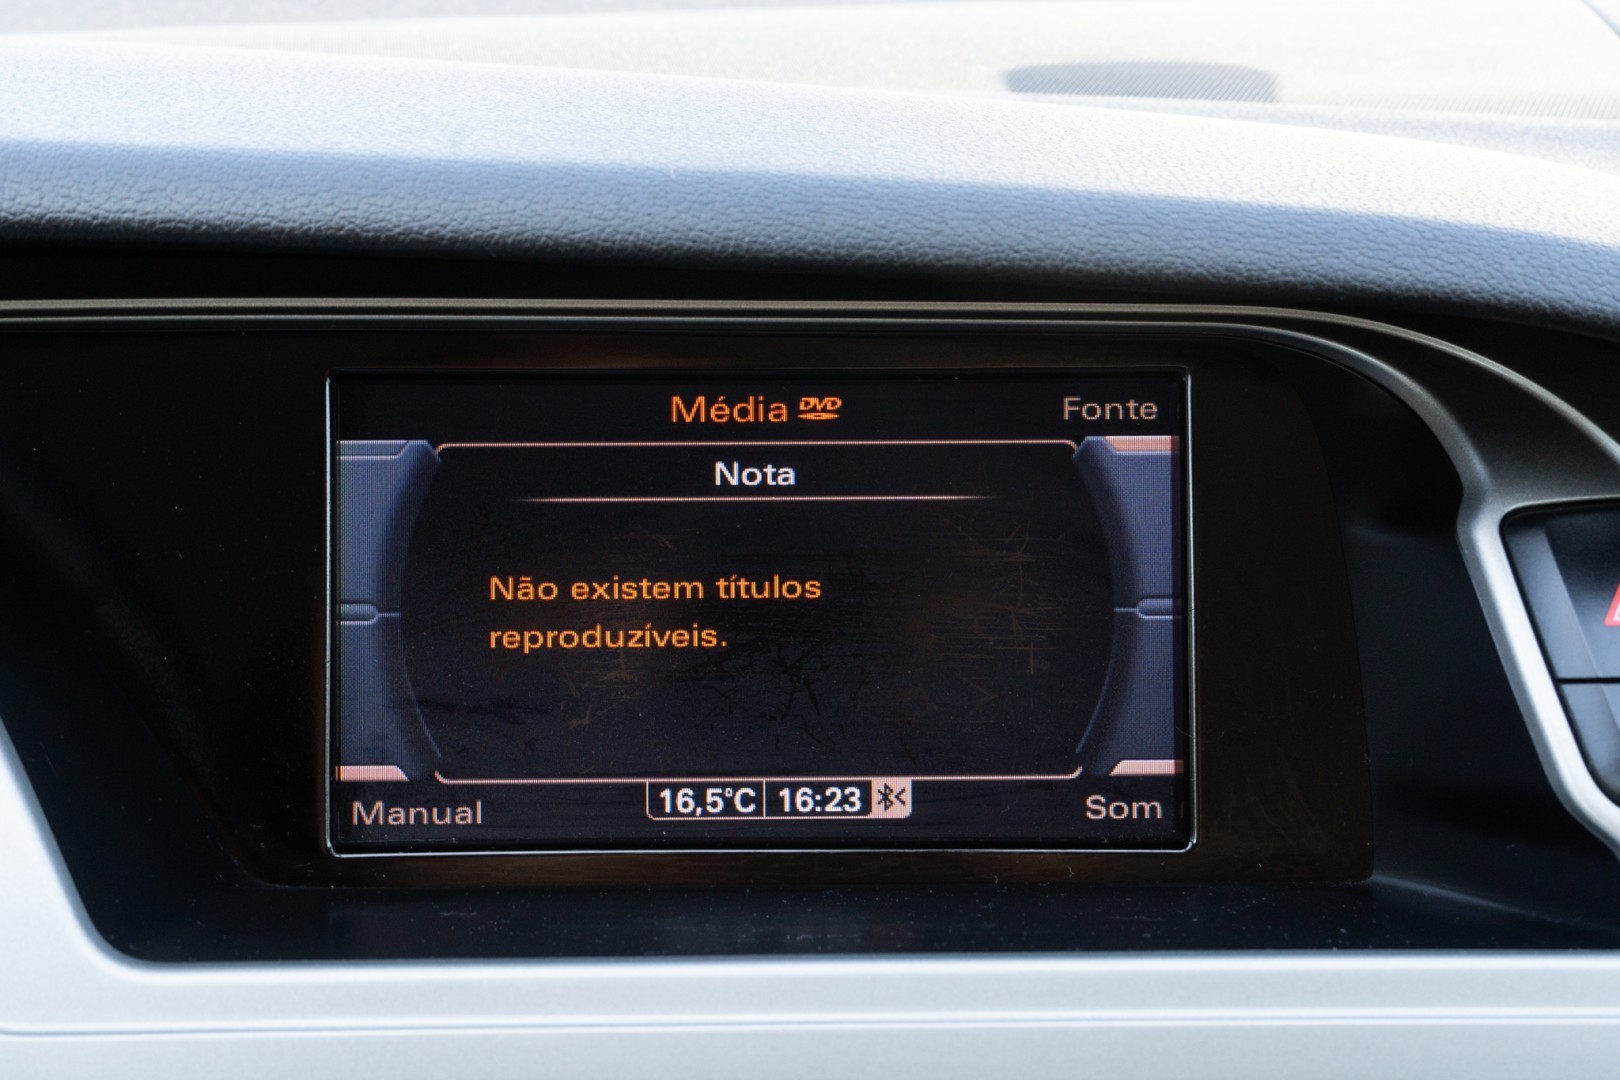 Média DVD
Fonte
Nota
Não existem títulos
reproduzíveis.
Manual
16,5°C 16:23
Som